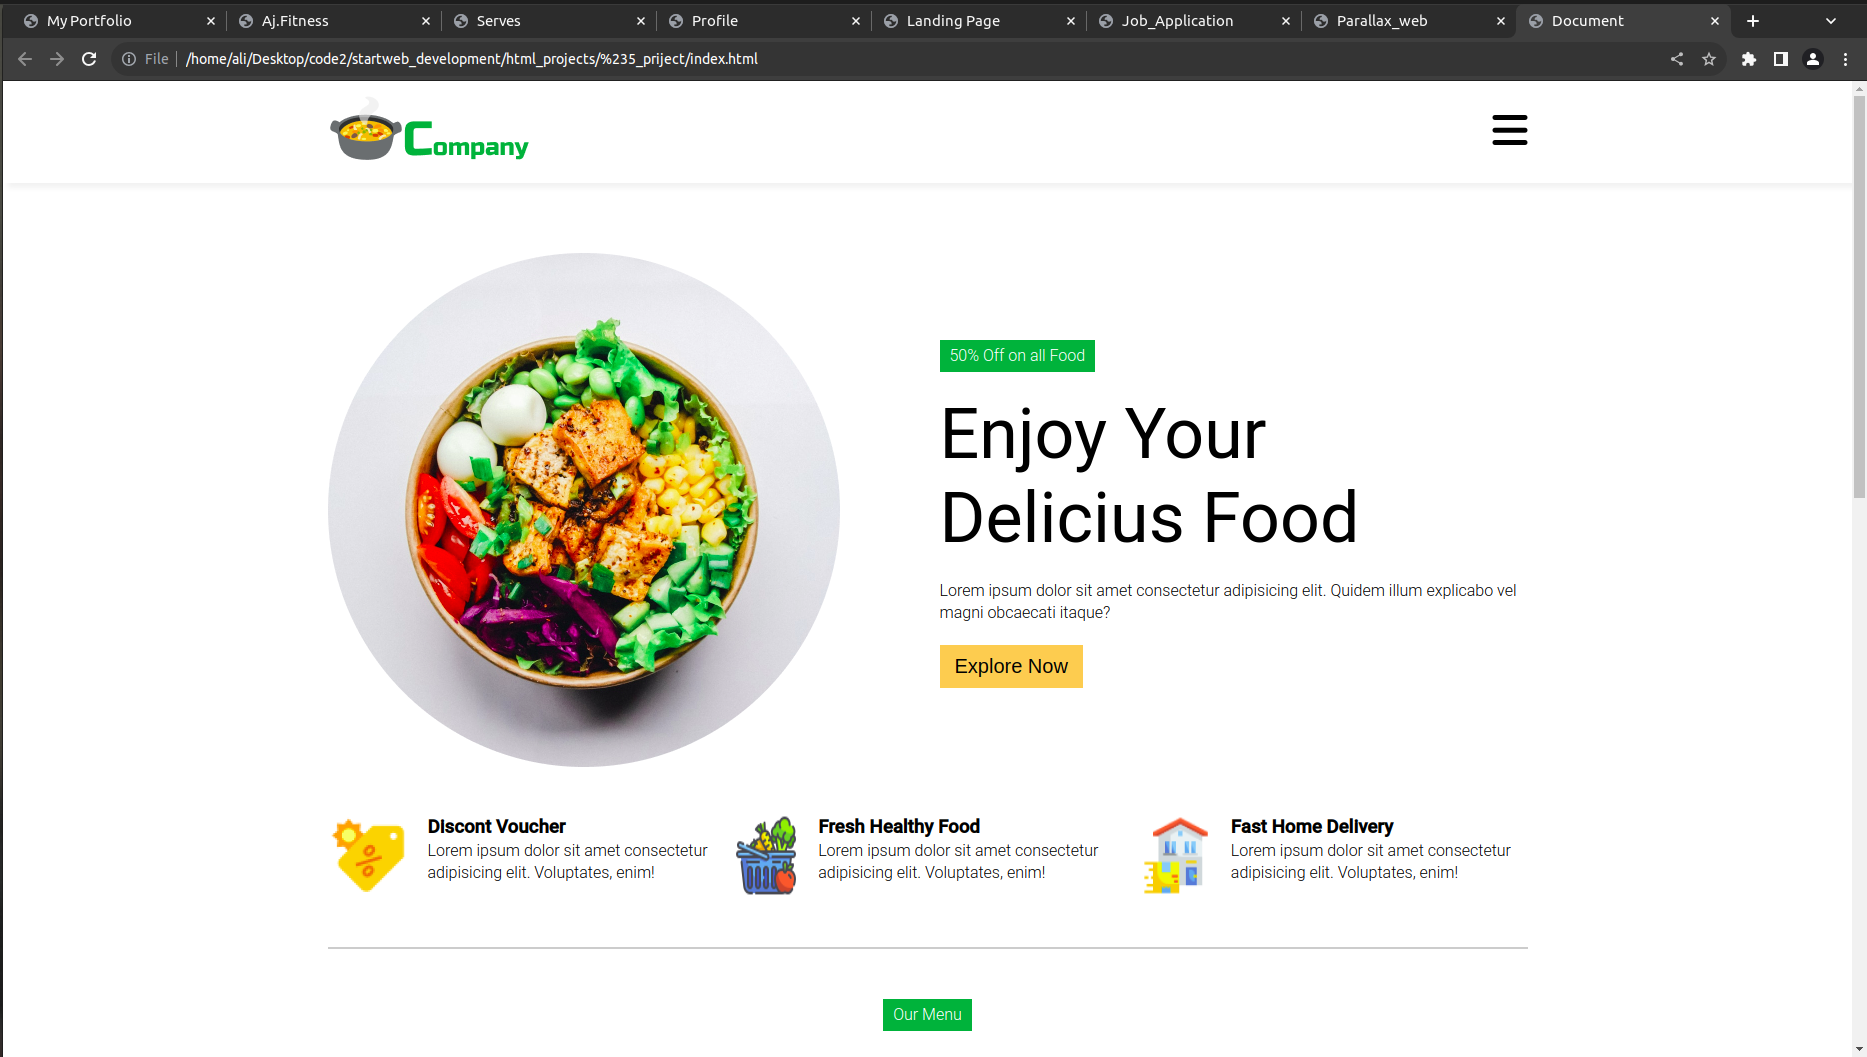 My Portfolio
Aj.Fitness
Serves
Profile
Landing Page
Job_Application
Parallax_web
Document
File
/home/ali/Desktop/code2/startweb_development/html_projects/%235_priject/index.html
Company
50% Off on all Food
Enjoy Your
Delicius Food
Lorem ipsum dolor sit amet consectetur adipisicing elit. Quidem illum explicabo vel
magni obcaecati itaque?
Explore Now
Discont Voucher
Lorem ipsum dolor sit amet consectetur
adipisicing elit. Voluptates, enim!
Fresh Healthy Food
Lorem ipsum dolor sit amet consectetur
adipisicing elit. Voluptates, enim!
Fast Home Delivery
Lorem ipsum dolor sit amet consectetur
adipisicing elit. Voluptates, enim!
Our Menu